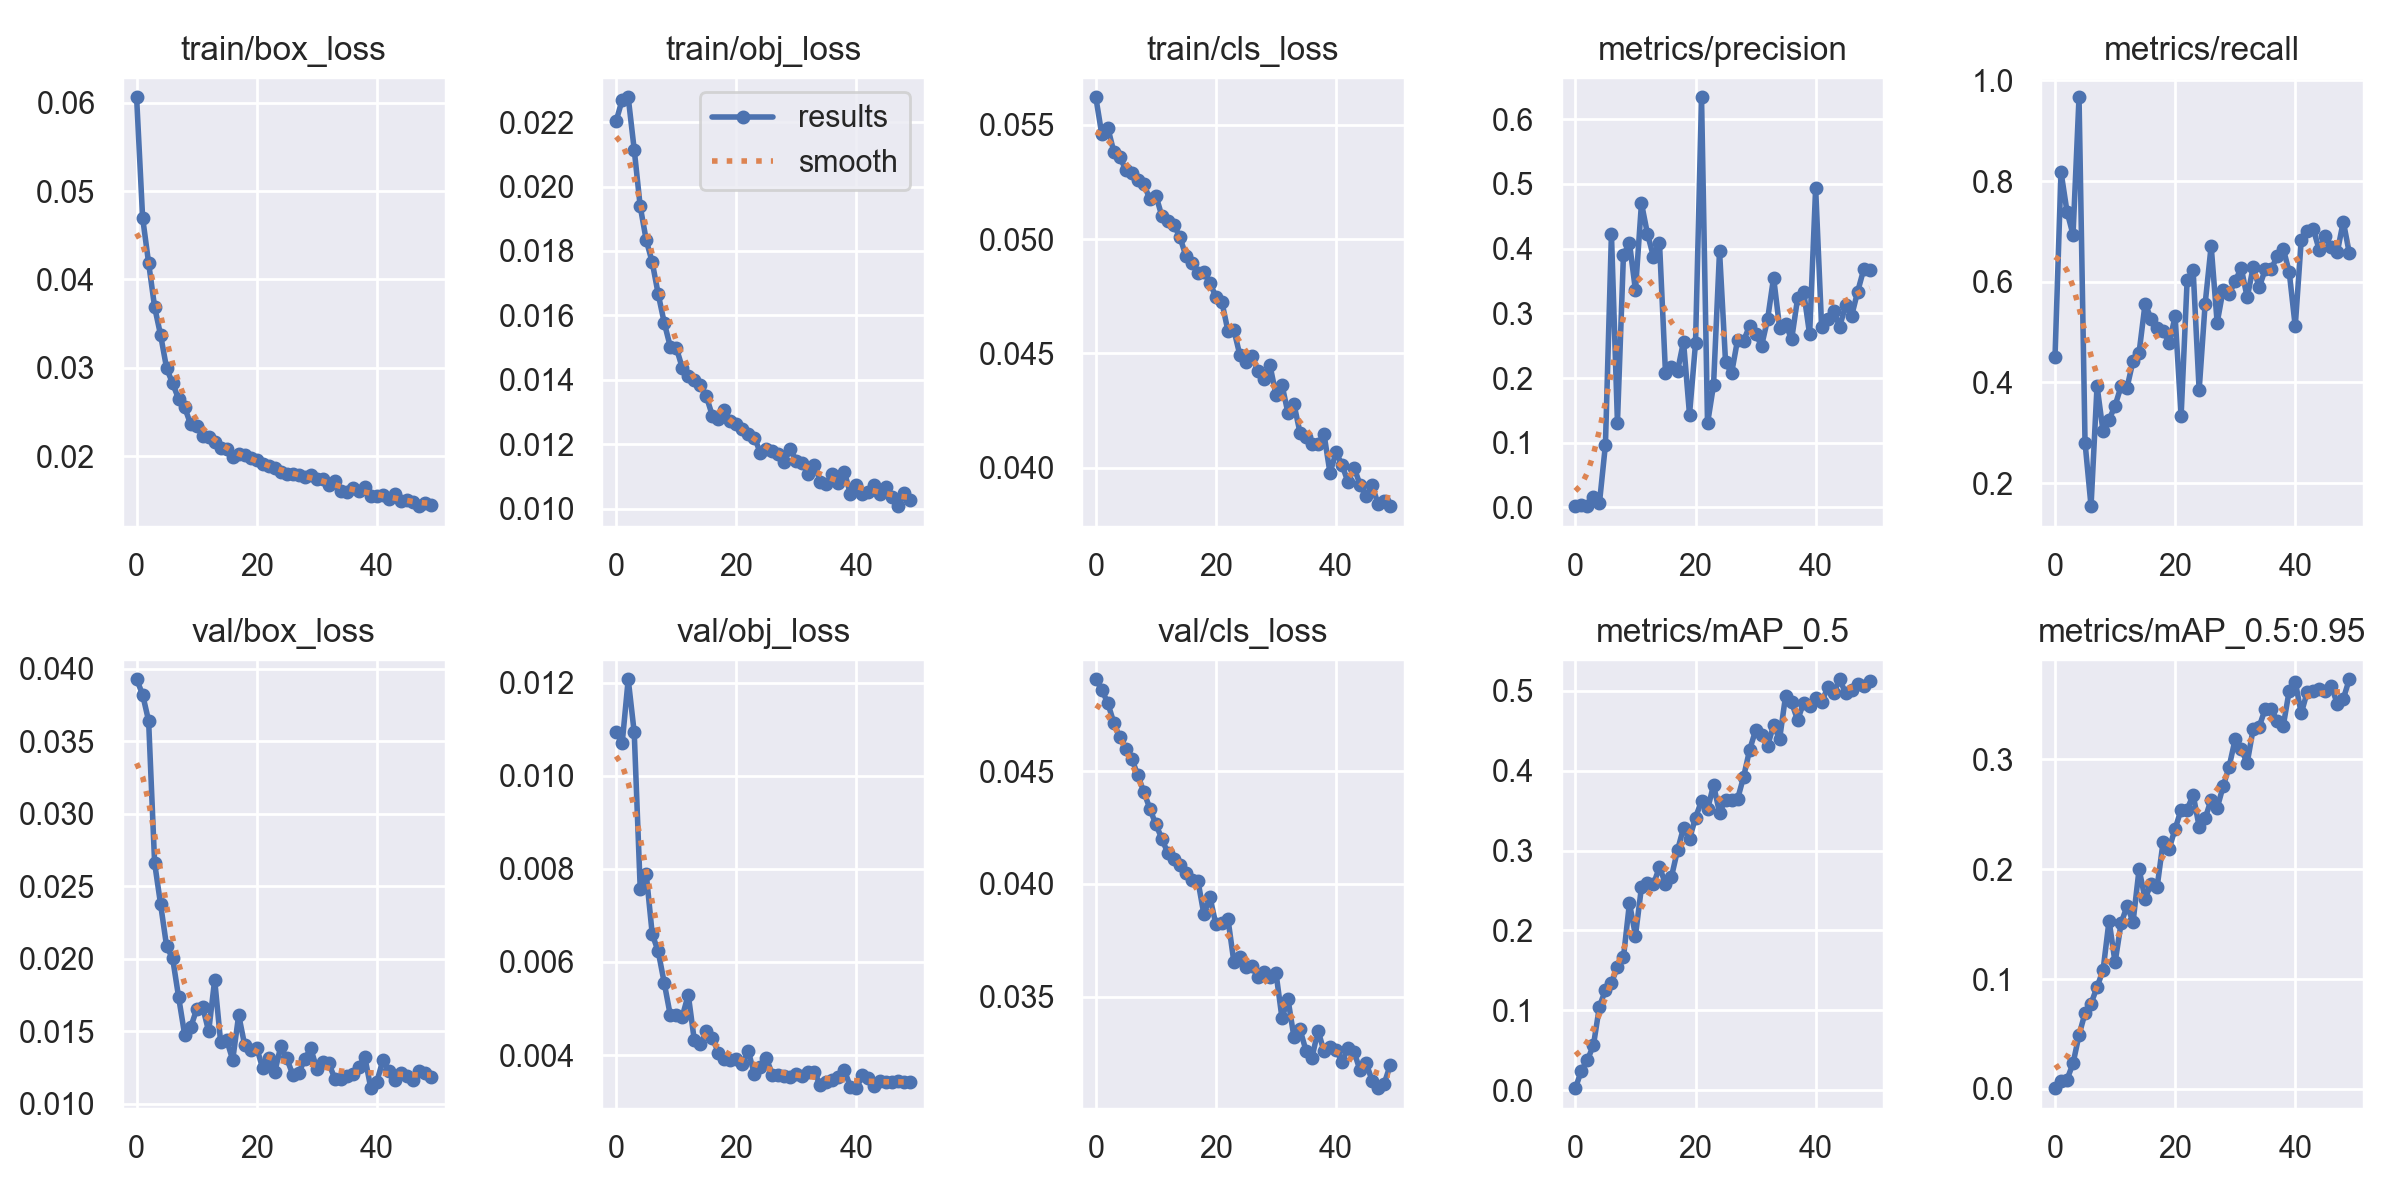 train/box_loss
0.06
0.05
0.04
0.03
0.02
0 20 40
train/obj_loss
results
smooth
0.022
0.020
0.018
0.016
0.014
0.012
0.010
0 20 40
train/cls_loss
0.055
0.050
0.045
0.040
0 20 40
metrics/precision
0.6
0.5
0.4
0.3
0.2
0.1
0.0
0 20 40
metrics/recall
1.0
0.8
0.6
0.4
0.2
0 20 40
val/box_loss
0.040
0.035
0.030
0.025
0.020
0.015
0.010
0 20 40
val/obj_loss
0.012
0.010
0.008
0.006
0.004
0 20 40
val/cls_loss
0.045
0.040
0.035
0 20 40
metrics/mAP_0.5
0.5
0.4
0.3
0.2
0.1
0.0
0 20 40
metrics/mAP_0.5:0.95
0.3
0.2
0.1
0.0
0 20 40